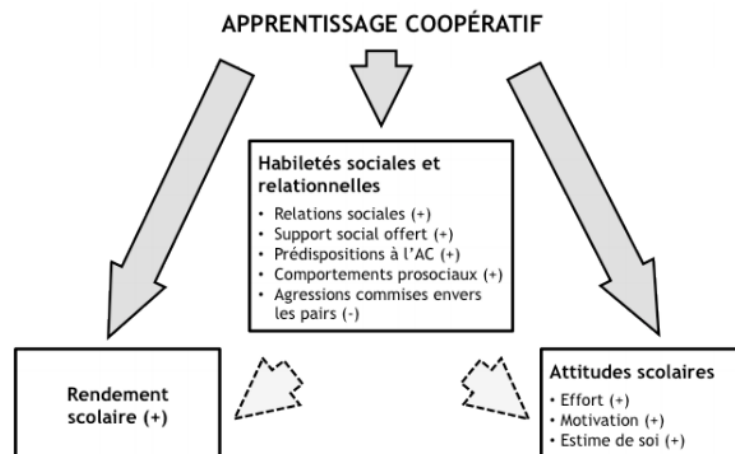 APPRENTISSAGE COOPÉRATIF
Habiletés sociales et
relationnelles
• Relations sociales (+)
• Support social offert (+)
• Prédispositions à l'AC (+)
• Comportements prosociaux (+)
• Agressions commises envers
les pairs (-)
Rendement
scolaire (+)
Attitudes scolaires
• Effort (+)
• Motivation (+)
• Estime de soi (+)